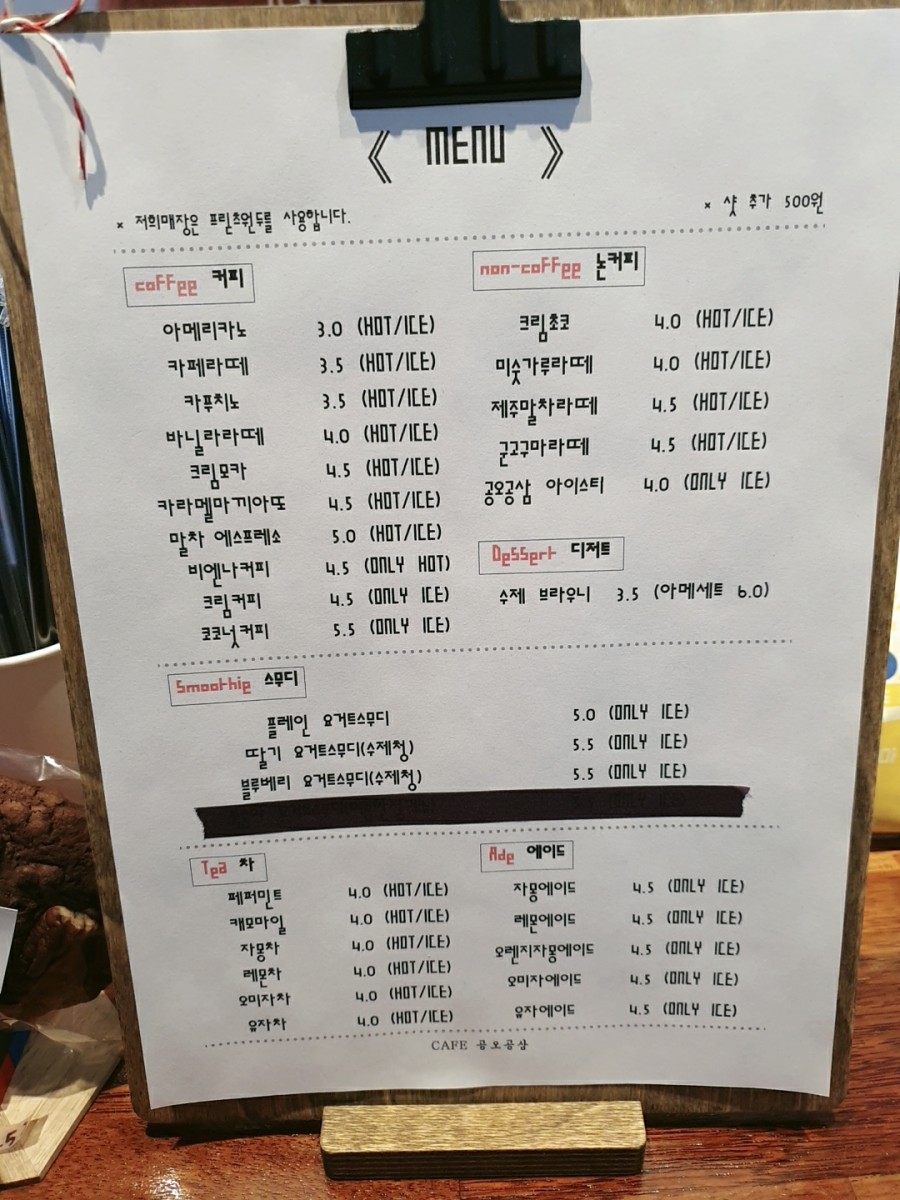 《 MENU 》
× 저희매장은 프릳츠원두를 사용합니다.
× 샷 추가 500원
coffee 커피
아메리카노 3.0 (HOT/ICE)
카페라떼 3.5 (HOT/ICE)
카푸치노 3.5 (HOT/ICE)
바닐라라떼 4.0 (HOT/ICE)
크림모카 4.5 (HOT/ICE)
카라멜마끼아또 4.5 (HOT/ICE)
말차 에스프레소 5.0 (HOT/ICE)
비엔나커피 4.5 (ONLY HOT)
크림커피 4.5 (ONLY ICE)
코코넛커피 5.5 (ONLY ICE)
non-coffee 논커피
크림초코 4.0 (HOT/ICE)
미숫가루라떼 4.0 (HOT/ICE)
제주말차라떼 4.5 (HOT/ICE)
군고구마라떼 4.5 (HOT/ICE)
공오공삼 아이스티 4.0 (ONLY ICE)
Dessert 디저트
수제 브라우니 3.5 (아메세트 6.0)
Smoothie 스무디
플레인 요거트스무디 5.0 (ONLY ICE)
딸기 요거트스무디(수제청) 5.5 (ONLY ICE)
블루베리 요거트스무디(수제청) 5.5 (ONLY ICE)
Tea 차
페퍼민트 4.0 (HOT/ICE)
캐모마일 4.0 (HOT/ICE)
자몽차 4.0 (HOT/ICE)
레몬차 4.0 (HOT/ICE)
오미자차 4.0 (HOT/ICE)
유자차 4.0 (HOT/ICE)
Ade 에이드
자몽에이드 4.5 (ONLY ICE)
레몬에이드 4.5 (ONLY ICE)
오렌지자몽에이드 4.5 (ONLY ICE)
오미자에이드 4.5 (ONLY ICE)
유자에이드 4.5 (ONLY ICE)
CAFE 공오공삼